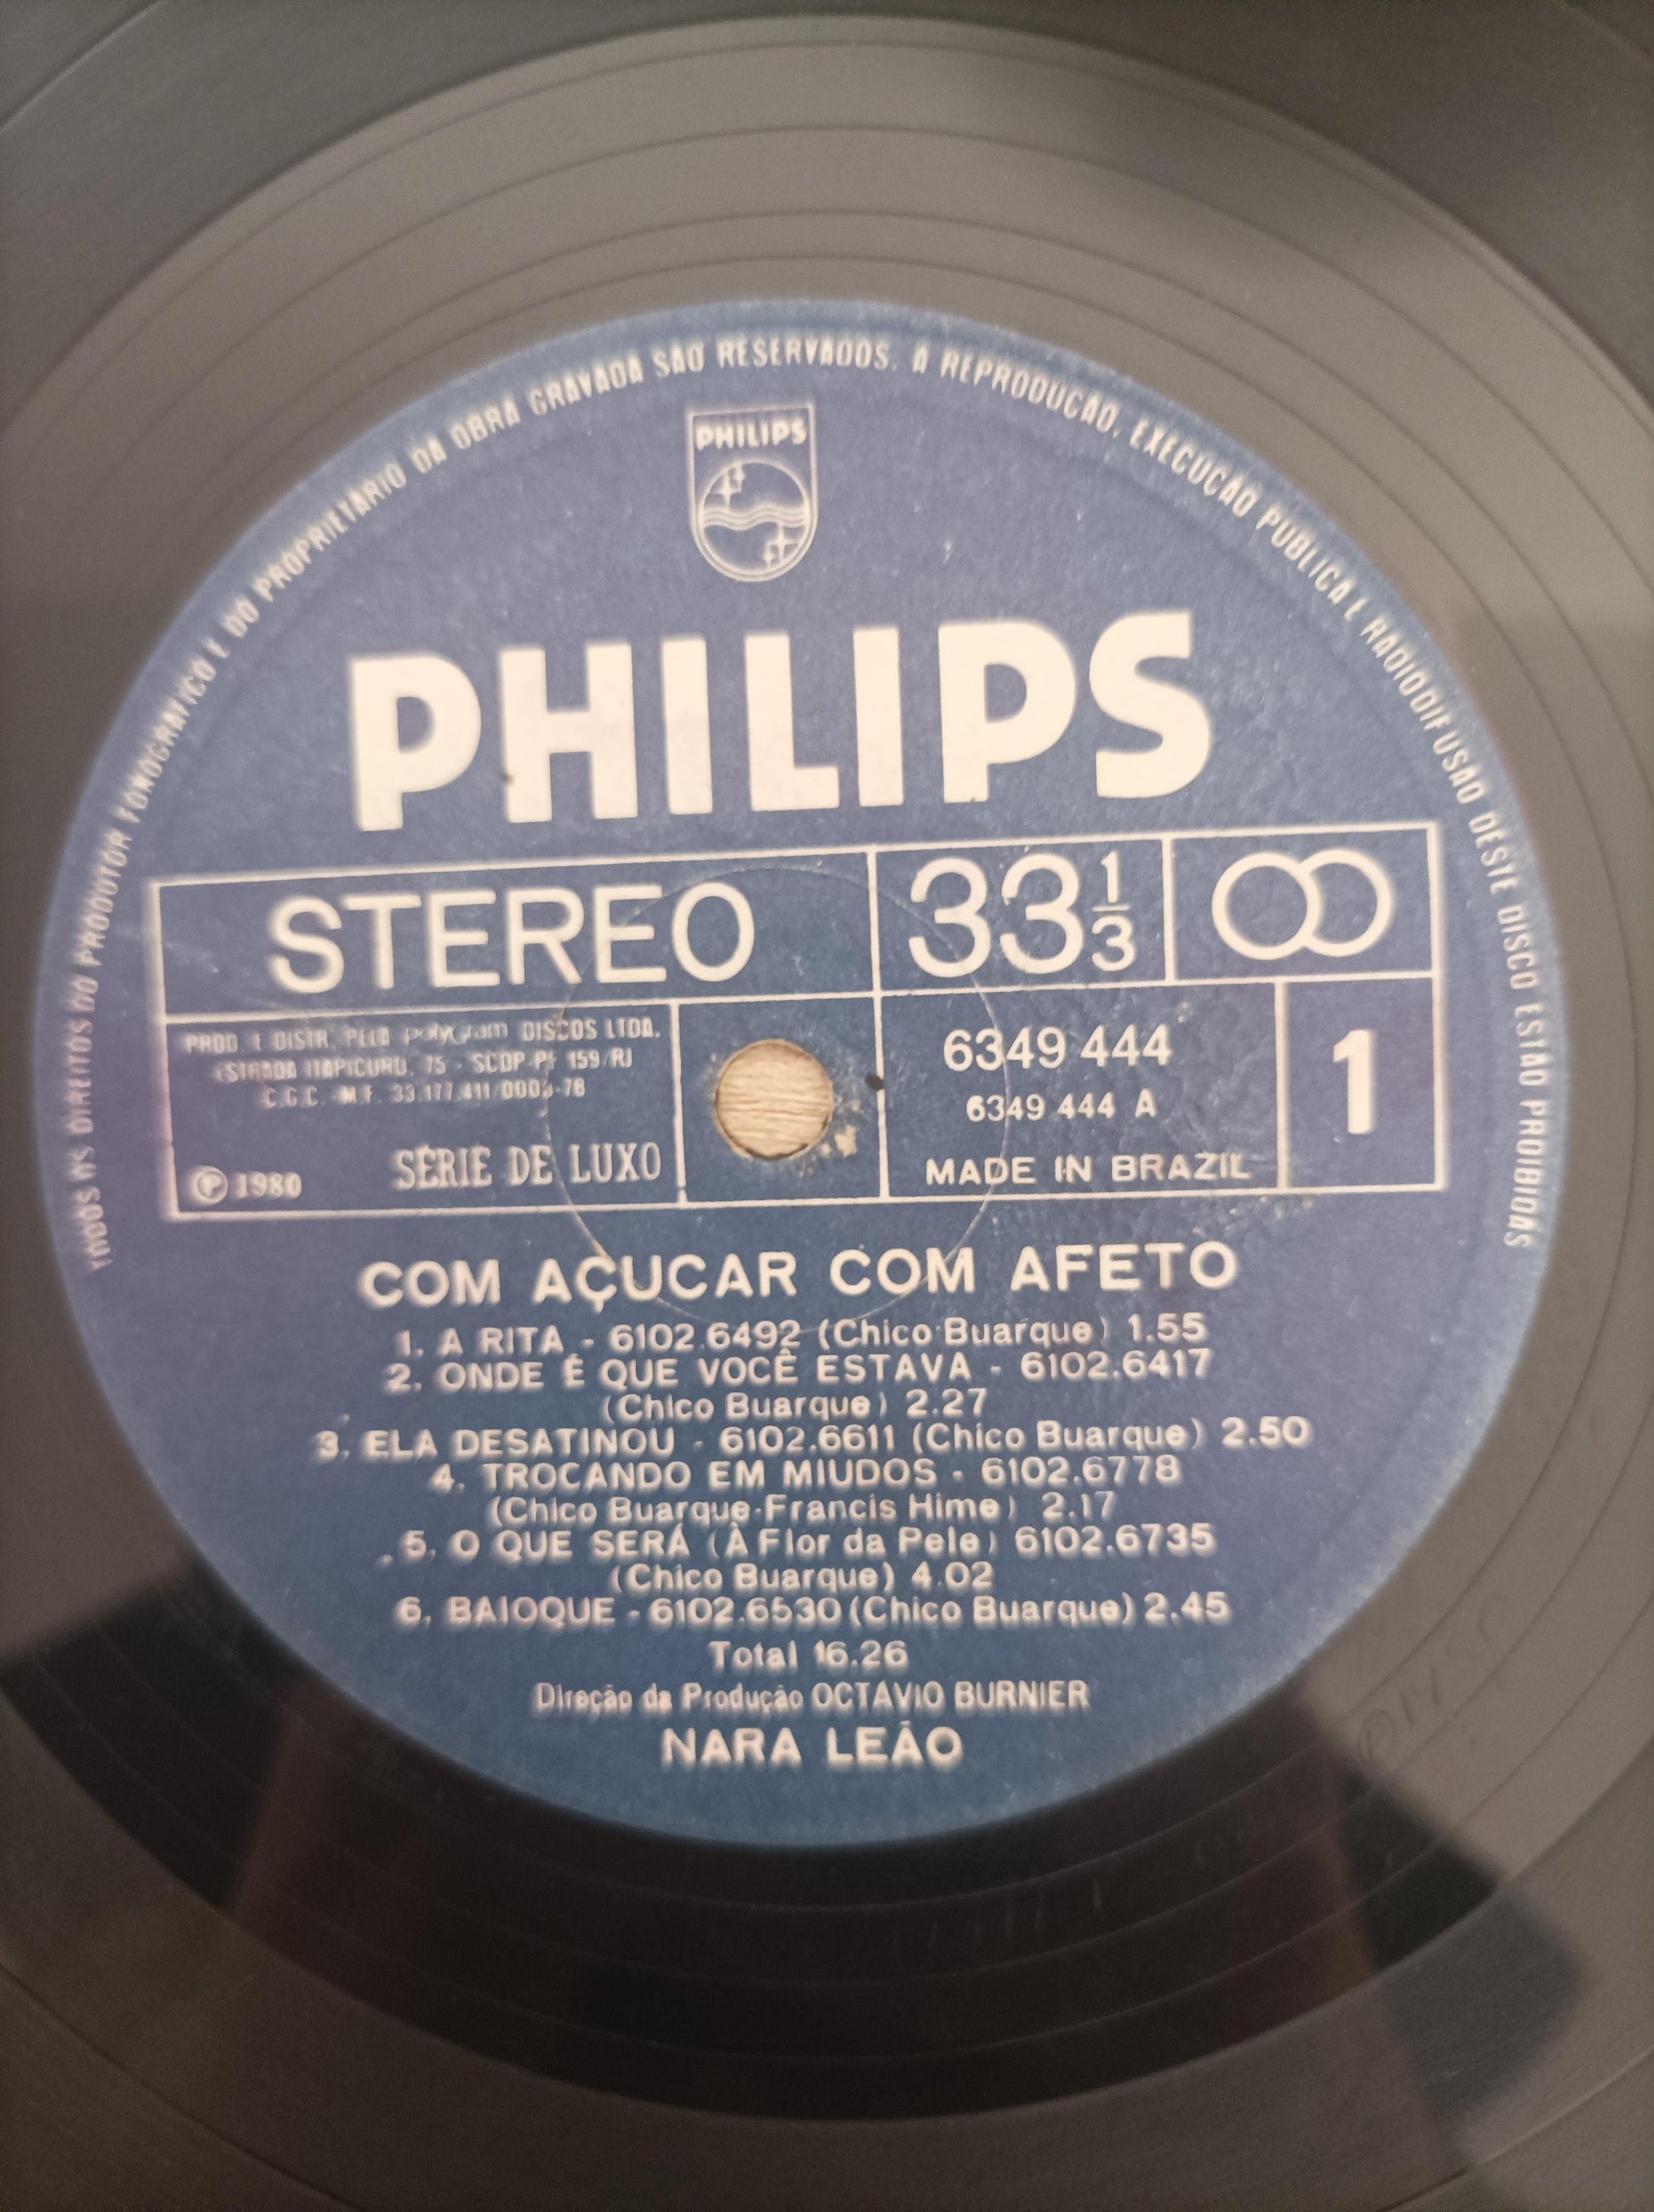 TODOS OS DIREITOS DO PRODUTOR FONOGRÁFICO E DO PROPRIETÁRIO DA OBRA GRAVADA SÃO RESERVADOS. A REPRODUÇÃO, EXECUÇÃO PÚBLICA E RADIODIFUSÃO DESTE DISCO ESTÃO PROIBIDAS
PHILIPS
PHILIPS
STEREO
33 1/3
PROD. E DISTR. PELA polyGram DISCOS LTDA.
ESTRADA ITAPICURU, 75 - SCDP-PF 159/RJ
C.G.C. M.F.
6349 444
6349 444 A
1
℗ 1980
SÉRIE DE LUXO
MADE IN BRAZIL
COM AÇUCAR COM AFETO
1. A RITA - 6102.6492 (Chico Buarque) 1.55
2. ONDE É QUE VOCÊ ESTAVA - 6102.6417
(Chico Buarque) 2.27
3. ELA DESATINOU - 6102.6611 (Chico Buarque) 2.50
4. TROCANDO EM MIUDOS - 6102.6778
(Chico Buarque-Francis Hime) 2.17
5. O QUE SERÁ (À Flor da Pele) 6102.6735
(Chico Buarque) 4.02
6. BAIOQUE - 6102.6530 (Chico Buarque) 2.45
Total 16.26
Direção da Produção OCTAVIO BURNIER
NARA LEÃO